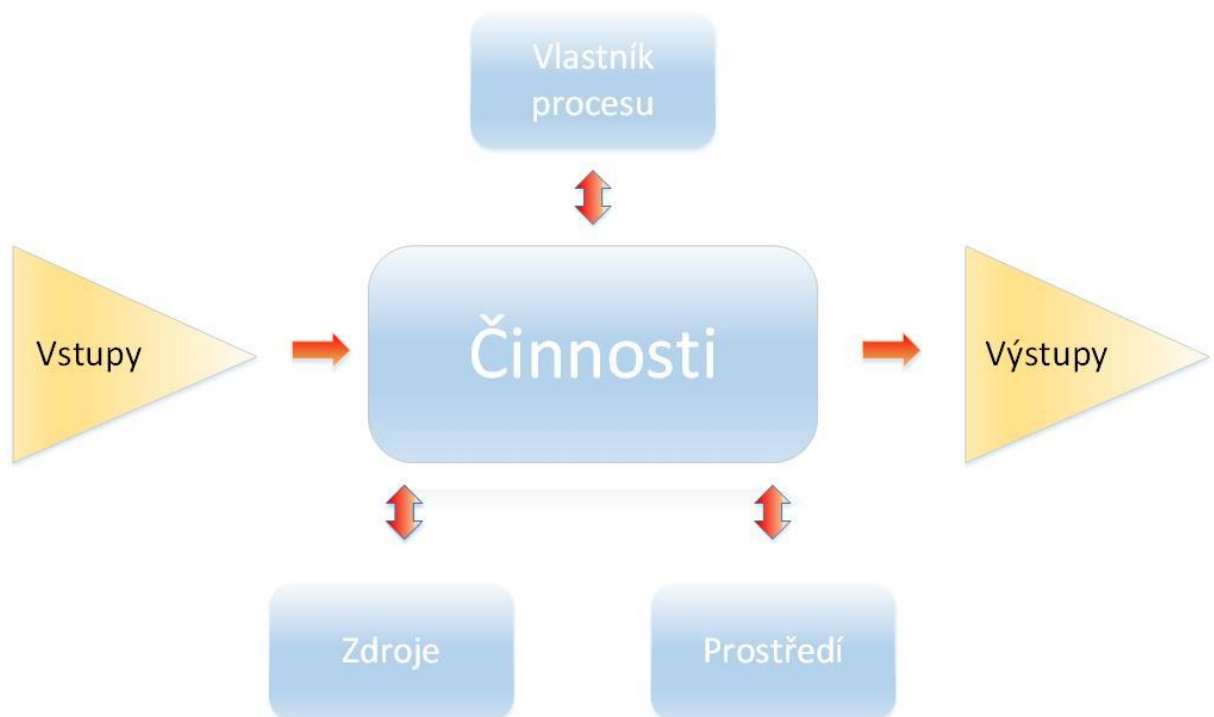 Vlastník
procesu
Vstupy
Činnosti
Výstupy
Zdroje
Prostředí